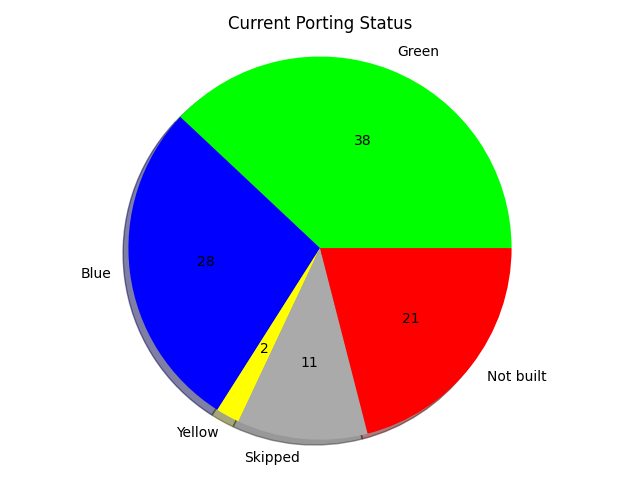 Current Porting Status
Green
38
Blue
28
Yellow
2
Skipped
11
Not built
21